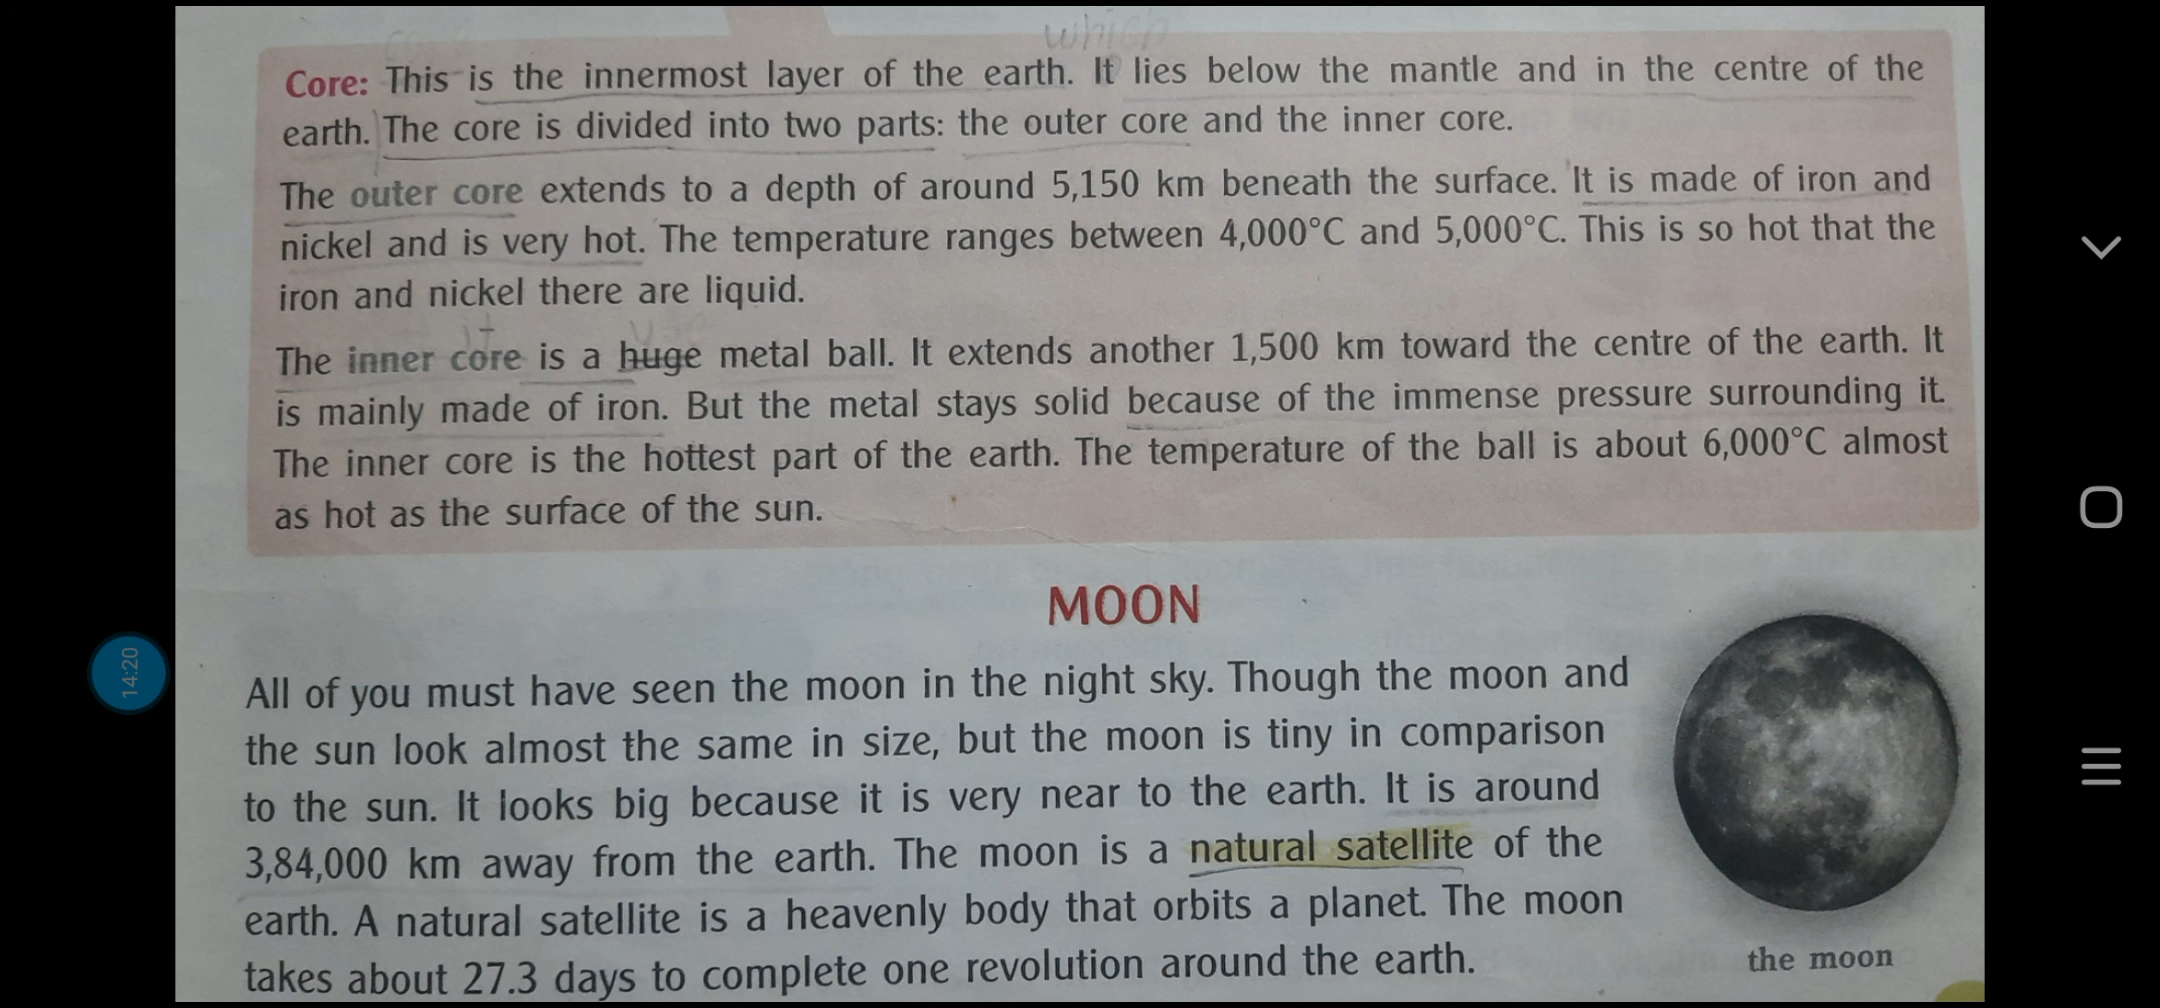 which
Core: This is the innermost layer of the earth. It lies below the mantle and in the centre of the
earth. The core is divided into two parts: the outer core and the inner core.
The outer core extends to a depth of around 5,150 km beneath the surface. It is made of iron and
nickel and is very hot. The temperature ranges between 4,000°C and 5,000°C. This is so hot that the
iron and nickel there are liquid.
It
The inner core is a huge metal ball. It extends another 1,500 km toward the centre of the earth. It
is mainly made of iron. But the metal stays solid because of the immense pressure surrounding it.
The inner core is the hottest part of the earth. The temperature of the ball is about 6,000°C almost
as hot as the surface of the sun.
MOON
All of you must have seen the moon in the night sky. Though the moon and
the sun look almost the same in size, but the moon is tiny in comparison
to the sun. It looks big because it is very near to the earth. It is around
3,84,000 km away from the earth. The moon is a natural satellite of the
earth. A natural satellite is a heavenly body that orbits a planet. The moon
takes about 27.3 days to complete one revolution around the earth.
the moon
14:20